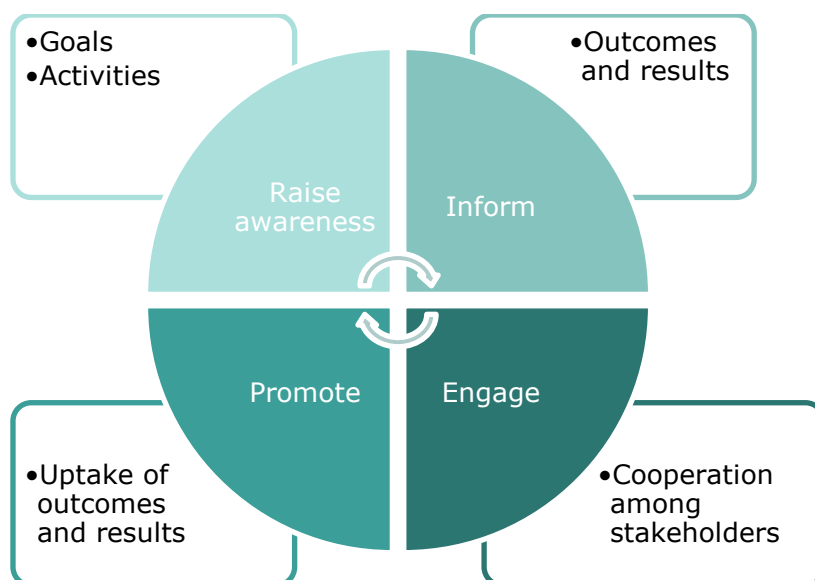 •Goals
•Activities
•Outcomes
and results
Raise
awareness
Inform
Promote
Engage
•Uptake of
outcomes
and results
•Cooperation
among
stakeholders